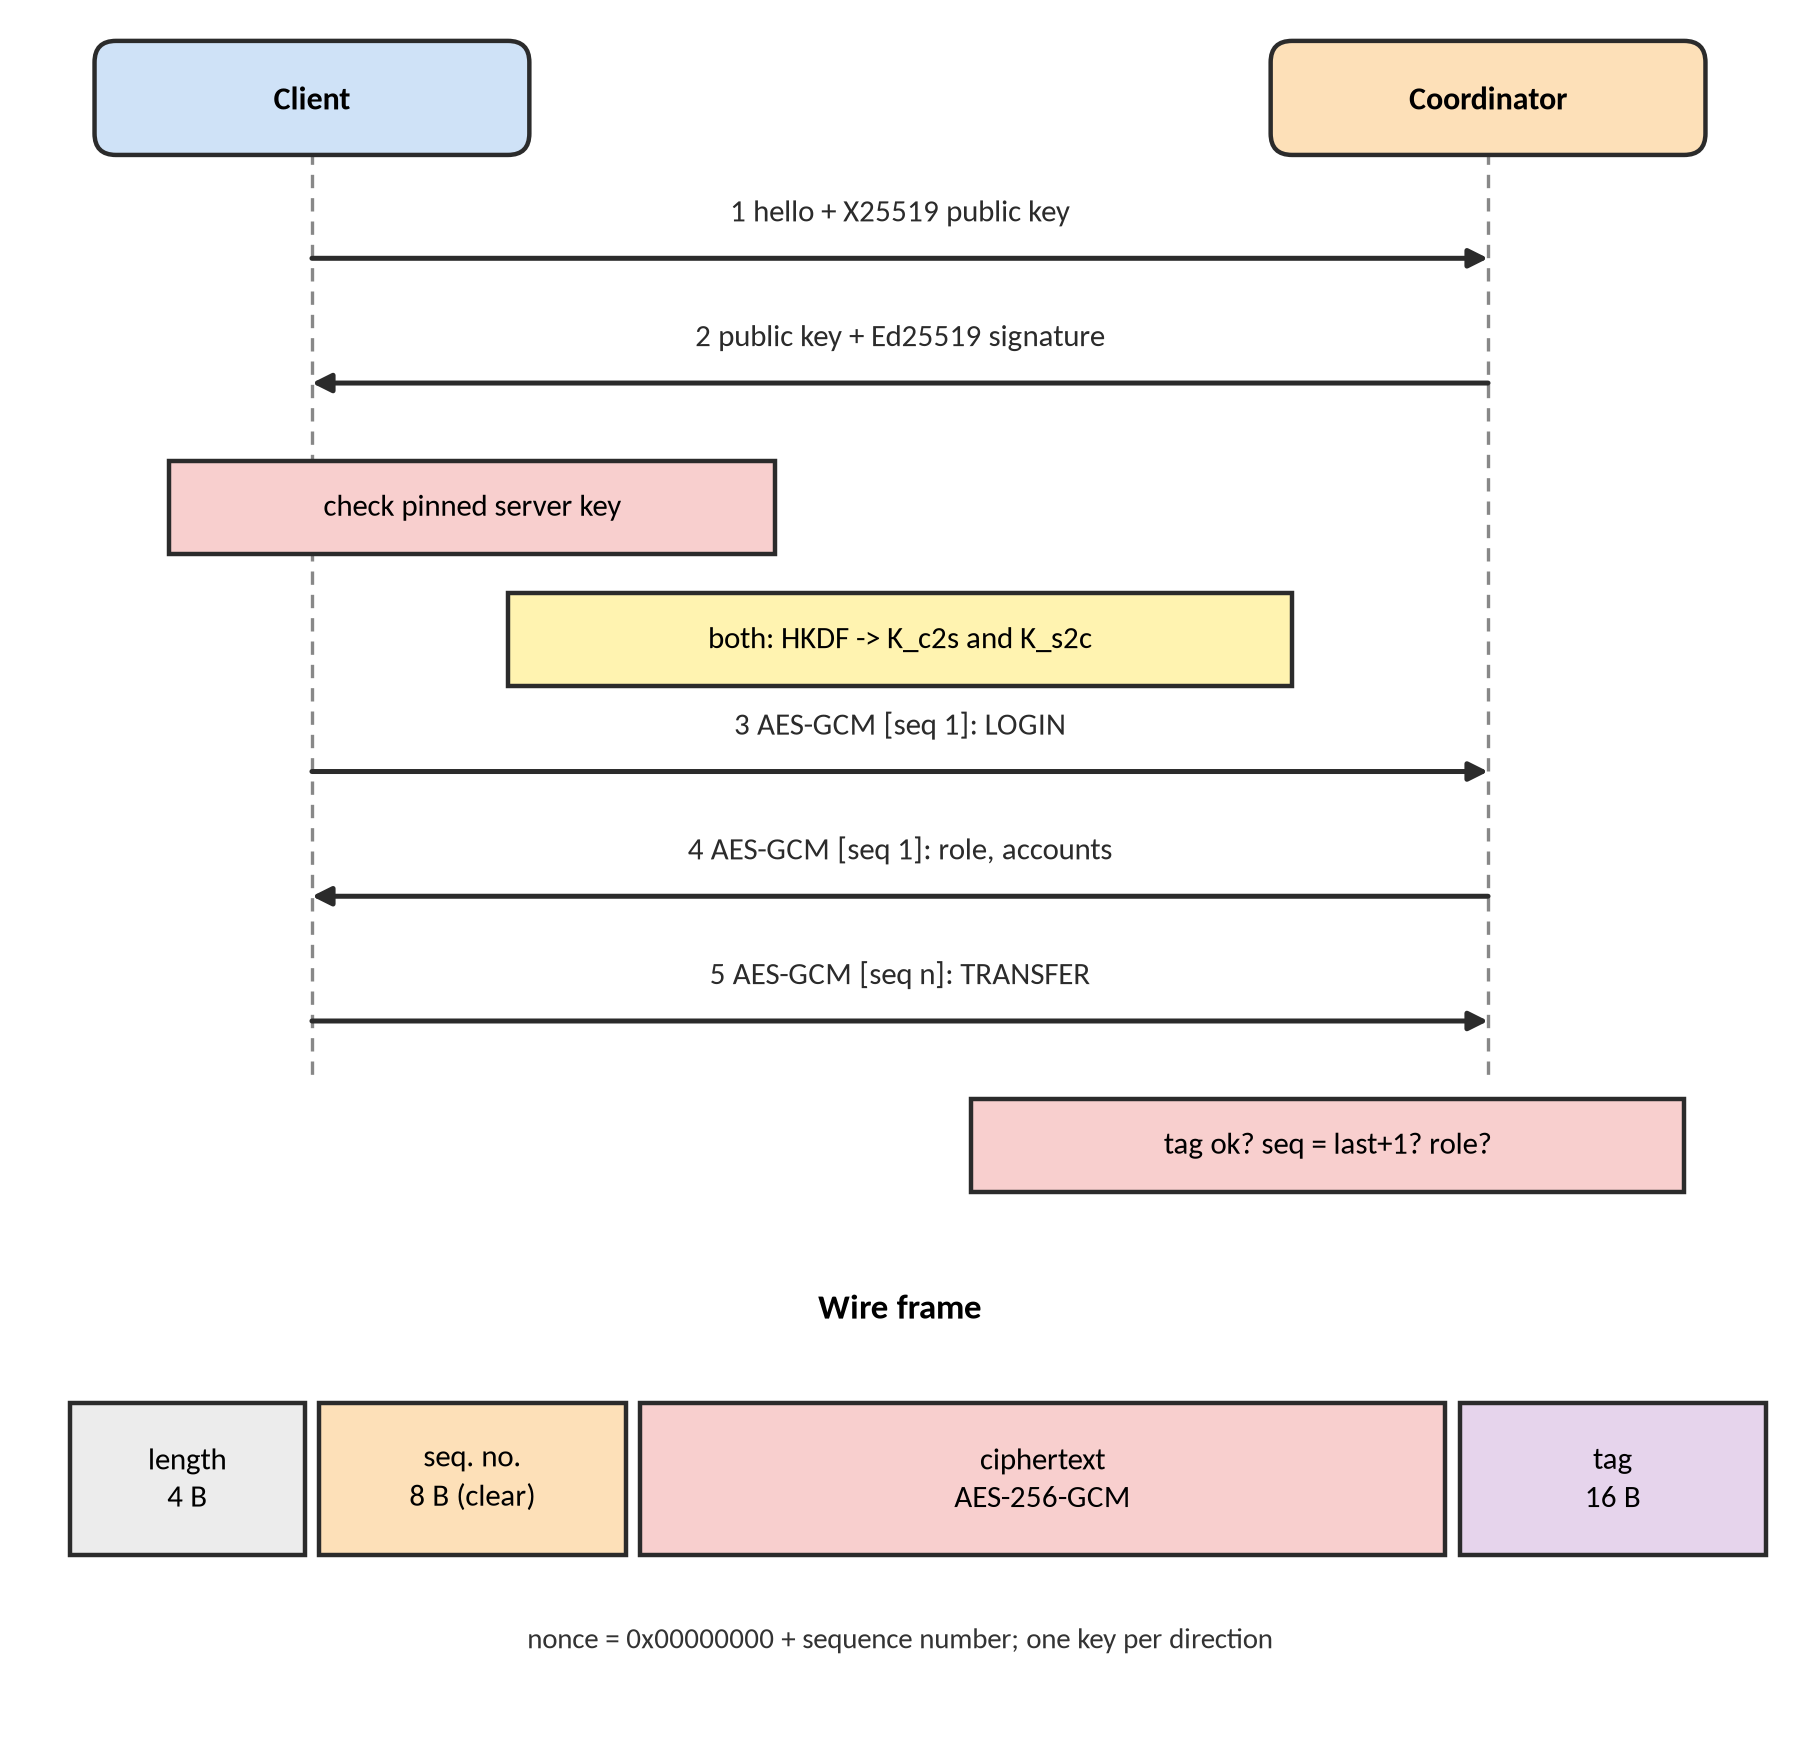 Client
Coordinator
1 hello + X25519 public key
2 public key + Ed25519 signature
check pinned server key
both: HKDF -> K_c2s and K_s2c
3 AES-GCM [seq 1]: LOGIN
4 AES-GCM [seq 1]: role, accounts
5 AES-GCM [seq n]: TRANSFER
tag ok? seq = last+1? role?
Wire frame
length
4 B
seq. no.
8 B (clear)
ciphertext
AES-256-GCM
tag
16 B
nonce = 0x00000000 + sequence number; one key per direction